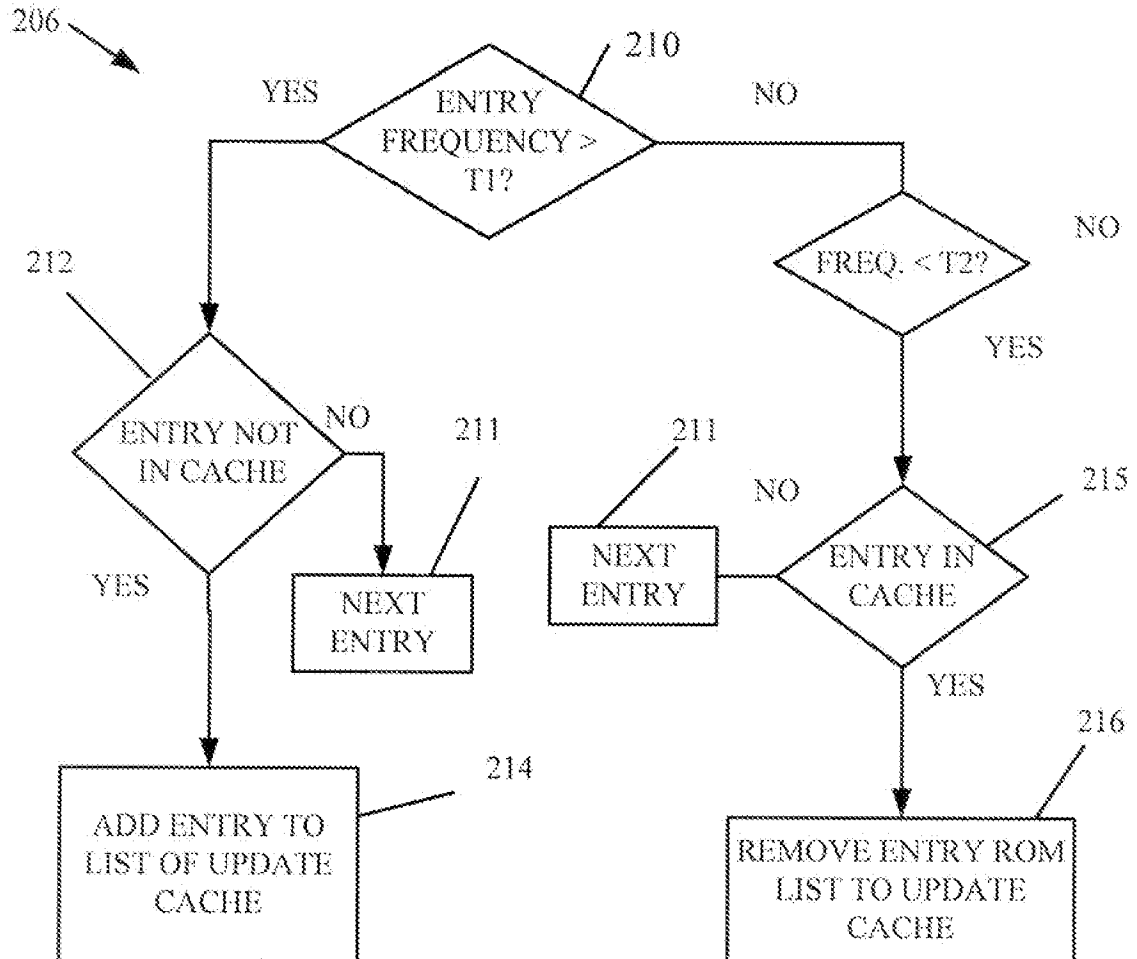 206
210
YES
NO
ENTRY
FREQUENCY >
T1?
NO
FREQ. < T2?
YES
212
ENTRY NOT
IN CACHE
NO
211
NEXT
ENTRY
YES
211
NEXT
ENTRY
NO
215
ENTRY IN
CACHE
YES
214
ADD ENTRY TO
LIST OF UPDATE
CACHE
216
REMOVE ENTRY ROM
LIST TO UPDATE
CACHE